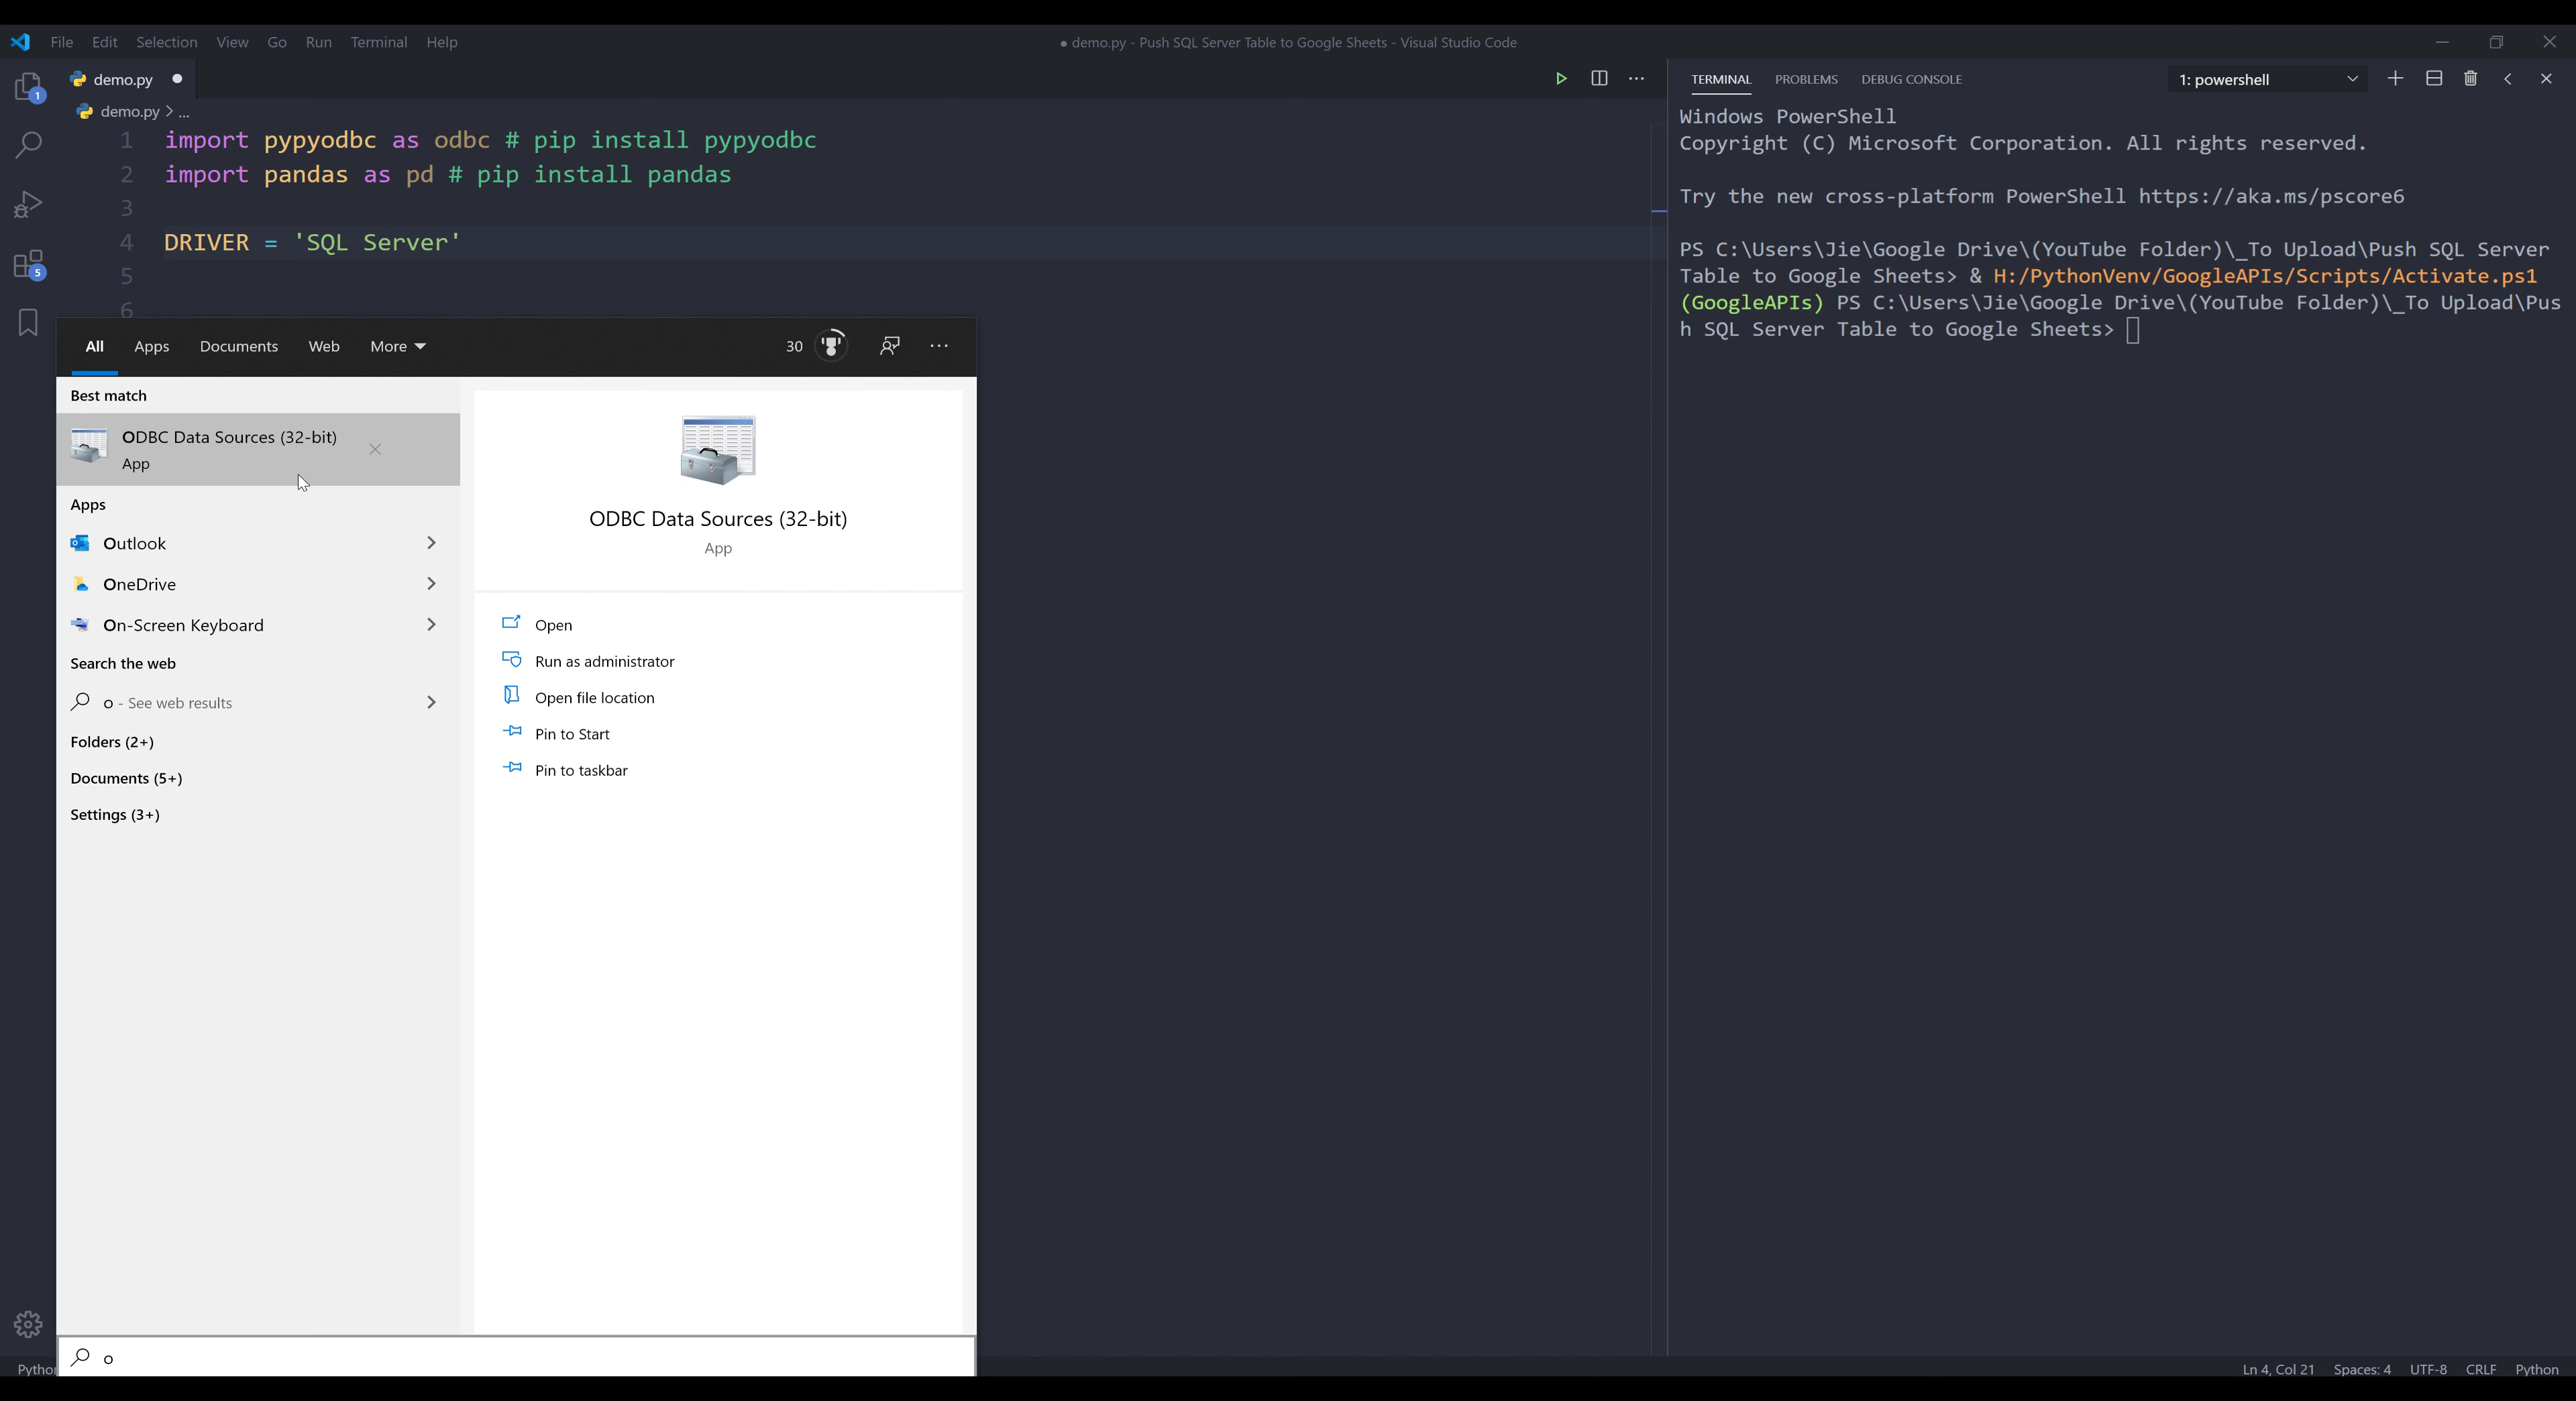 File Edit Selection View Go Run Terminal Help
● demo.py - Push SQL Server Table to Google Sheets - Visual Studio Code
demo.py
demo.py > ...
1 import pypyodbc as odbc # pip install pypyodbc
2 import pandas as pd # pip install pandas
3
4 DRIVER = 'SQL Server'
5
6
All Apps Documents Web More
30
Best match
ODBC Data Sources (32-bit)
App
Apps
Outlook
OneDrive
On-Screen Keyboard
Search the web
o - See web results
Folders (2+)
Documents (5+)
Settings (3+)
ODBC Data Sources (32-bit)
App
Open
Run as administrator
Open file location
Pin to Start
Pin to taskbar
o
TERMINAL PROBLEMS DEBUG CONSOLE
1: powershell
Windows PowerShell
Copyright (C) Microsoft Corporation. All rights reserved.
Try the new cross-platform PowerShell https://aka.ms/pscore6
PS C:\Users\Jie\Google Drive\(YouTube Folder)\_To Upload\Push SQL Server
Table to Google Sheets> & H:/PythonVenv/GoogleAPIs/Scripts/Activate.ps1
(GoogleAPIs) PS C:\Users\Jie\Google Drive\(YouTube Folder)\_To Upload\Pus
h SQL Server Table to Google Sheets>
1
5
Ln 4, Col 21 Spaces: 4 UTF-8 CRLF Python